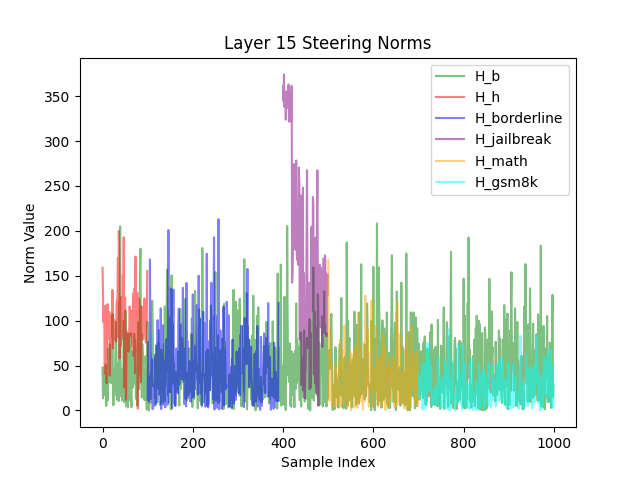 Layer 15 Steering Norms
H_b
H_h
H_borderline
H_jailbreak
H_math
H_gsm8k
Norm Value
350
300
250
200
150
100
50
0
0 200 400 600 800 1000
Sample Index